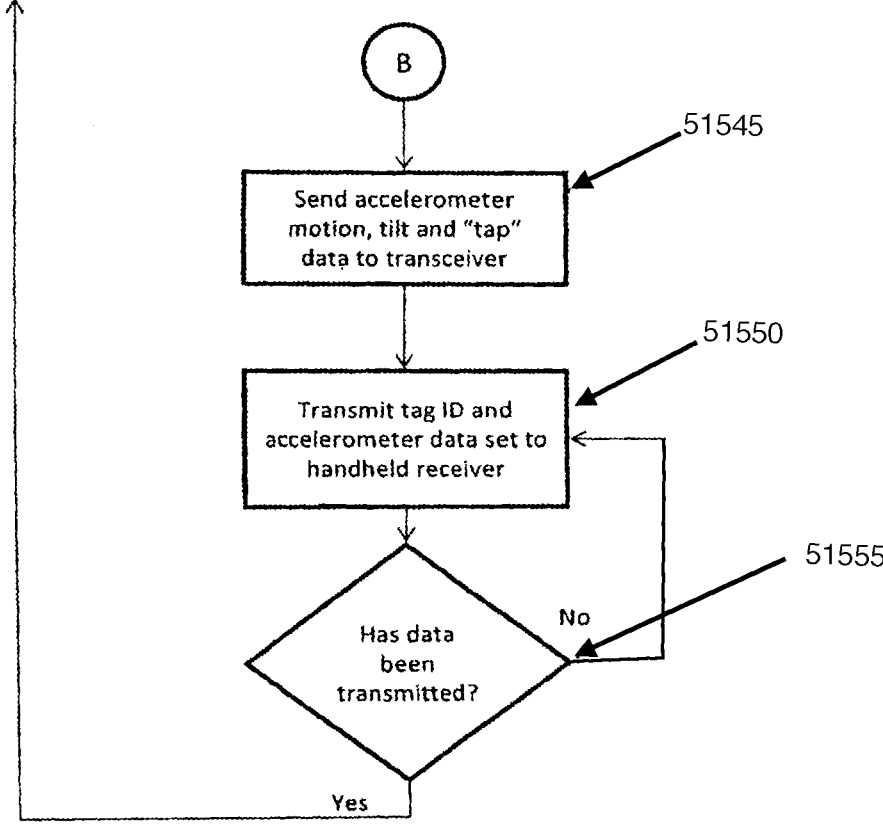 B
51545
Send accelerometer
motion, tilt and “tap”
data to transceiver
51550
Transmit tag ID and
accelerometer data set to
handheld receiver
51555
No
Has data
been
transmitted?
Yes